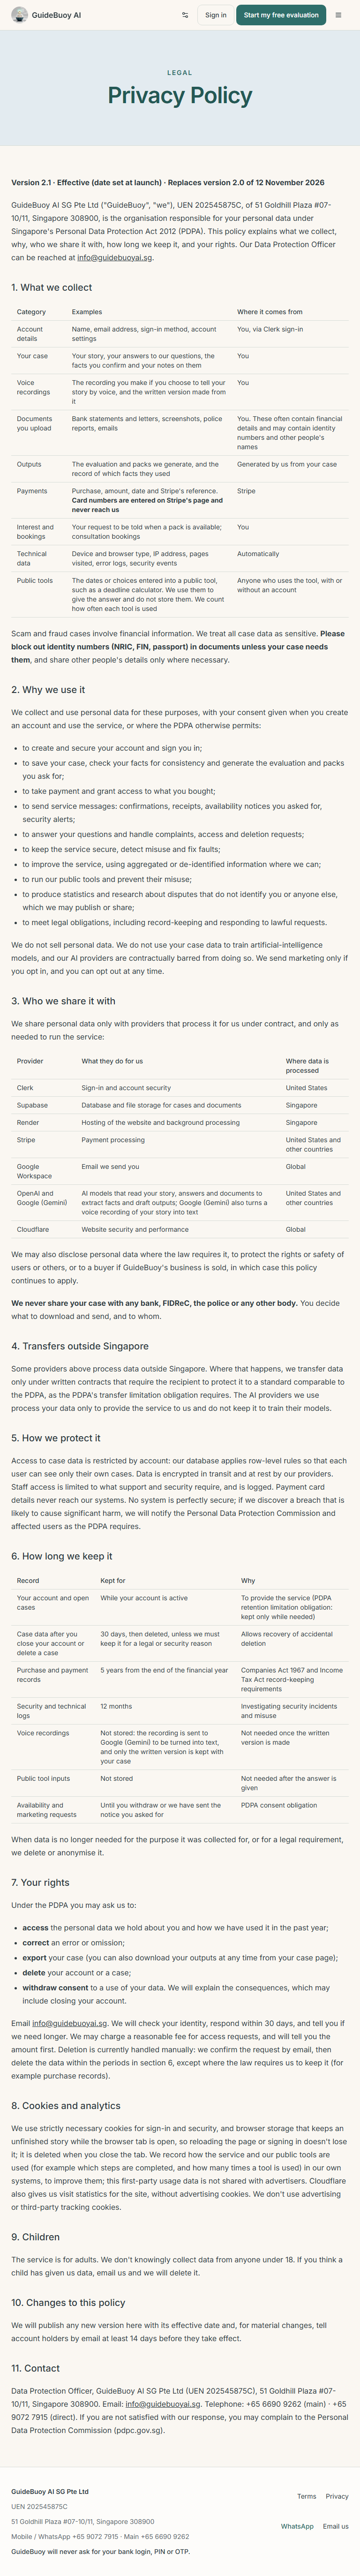 GuideBuoy AI
Sign in
Start my free evaluation
LEGAL
Privacy Policy
Version 2.1 · Effective (date set at launch) · Replaces version 2.0 of 12 November 2026
GuideBuoy AI SG Pte Ltd ("GuideBuoy", "we"), UEN 202545875C, of 51 Goldhill Plaza #07-
10/11, Singapore 308900, is the organisation responsible for your personal data under
Singapore's Personal Data Protection Act 2012 (PDPA). This policy explains what we collect,
why, who we share it with, how long we keep it, and your rights. Our Data Protection Officer
can be reached at info@guidebuoyai.sg.
1. What we collect
Category Examples Where it comes from
Account Name, email address, sign-in method, account You, via Clerk sign-in
details settings
Your case Your story, your answers to our questions, the You
facts you confirm and your notes on them
Voice The recording you make if you choose to tell your You
recordings story by voice, and the written version made from
it
Documents Bank statements and letters, screenshots, police You. These often contain financial
you upload reports, emails details and may contain identity
numbers and other people's
names
Outputs The evaluation and packs we generate, and the Generated by us from your case
record of which facts they used
Payments Purchase, amount, date and Stripe's reference. Stripe
Card numbers are entered on Stripe's page and
never reach us
Interest and Your request to be told when a pack is available; You
bookings consultation bookings
Technical Device and browser type, IP address, pages Automatically
data visited, error logs, security events
Public tools The dates or choices entered into a public tool, Anyone who uses the tool, with or
such as a deadline calculator. We use them to without an account
give the answer and do not store them. We count
how often each tool is used
Scam and fraud cases involve financial information. We treat all case data as sensitive. Please
block out identity numbers (NRIC, FIN, passport) in documents unless your case needs
them, and share other people's details only where necessary.
2. Why we use it
We collect and use personal data for these purposes, with your consent given when you create
an account and use the service, or where the PDPA otherwise permits:
• to create and secure your account and sign you in;
• to save your case, check your facts for consistency and generate the evaluation and packs
you ask for;
• to take payment and grant access to what you bought;
• to send service messages: confirmations, receipts, availability notices you asked for,
security alerts;
• to answer your questions and handle complaints, access and deletion requests;
• to keep the service secure, detect misuse and fix faults;
• to improve the service, using aggregated or de-identified information where we can;
• to run our public tools and prevent their misuse;
• to produce statistics and research about disputes that do not identify you or anyone else,
which we may publish or share;
• to meet legal obligations, including record-keeping and responding to lawful requests.
We do not sell personal data. We do not use your case data to train artificial-intelligence
models, and our AI providers are contractually barred from doing so. We send marketing only if
you opt in, and you can opt out at any time.
3. Who we share it with
We share personal data only with providers that process it for us under contract, and only as
needed to run the service:
Provider What they do for us Where data is
processed
Clerk Sign-in and account security United States
Supabase Database and file storage for cases and documents Singapore
Render Hosting of the website and background processing Singapore
Stripe Payment processing United States and
other countries
Google Email we send you Global
Workspace
OpenAI and AI models that read your story, answers and documents to United States and
Google (Gemini) extract facts and draft outputs; Google (Gemini) also turns a other countries
voice recording of your story into text
Cloudflare Website security and performance Global
We may also disclose personal data where the law requires it, to protect the rights or safety of
users or others, or to a buyer if GuideBuoy's business is sold, in which case this policy
continues to apply.
We never share your case with any bank, FIDReC, the police or any other body. You decide
what to download and send, and to whom.
4. Transfers outside Singapore
Some providers above process data outside Singapore. Where that happens, we transfer data
only under written contracts that require the recipient to protect it to a standard comparable to
the PDPA, as the PDPA's transfer limitation obligation requires. The AI providers we use
process your data only to provide the service to us and do not keep it to train their models.
5. How we protect it
Access to case data is restricted by account: our database applies row-level rules so that each
user can see only their own cases. Data is encrypted in transit and at rest by our providers.
Staff access is limited to what support and security require, and is logged. Payment card
details never reach our systems. No system is perfectly secure; if we discover a breach that is
likely to cause significant harm, we will notify the Personal Data Protection Commission and
affected users as the PDPA requires.
6. How long we keep it
Record Kept for Why
Your account and open While your account is active To provide the service (PDPA
cases retention limitation obligation:
kept only while needed)
Case data after you 30 days, then deleted, unless we must Allows recovery of accidental
close your account or keep it for a legal or security reason deletion
delete a case
Purchase and payment 5 years from the end of the financial year Companies Act 1967 and Income
records Tax Act record-keeping
requirements
Security and technical 12 months Investigating security incidents
logs and misuse
Voice recordings Not stored: the recording is sent to Not needed once the written
Google (Gemini) to be turned into text, version is made
and only the written version is kept with
your case
Public tool inputs Not stored Not needed after the answer is
given
Availability and Until you withdraw or we have sent the PDPA consent obligation
marketing requests notice you asked for
When data is no longer needed for the purpose it was collected for, or for a legal requirement,
we delete or anonymise it.
7. Your rights
Under the PDPA you may ask us to:
• access the personal data we hold about you and how we have used it in the past year;
• correct an error or omission;
• export your case (you can also download your outputs at any time from your case page);
• delete your account or a case;
• withdraw consent to a use of your data. We will explain the consequences, which may
include closing your account.
Email info@guidebuoyai.sg. We will check your identity, respond within 30 days, and tell you if
we need longer. We may charge a reasonable fee for access requests, and will tell you the
amount first. Deletion is currently handled manually: we confirm the request by email, then
delete the data within the periods in section 6, except where the law requires us to keep it (for
example purchase records).
8. Cookies and analytics
We use strictly necessary cookies for sign-in and security, and browser storage that keeps an
unfinished story while the browser tab is open, so reloading the page or signing in doesn't lose
it; it is deleted when you close the tab. We record how the service and our public tools are
used (for example which steps are completed, and how many times a tool is used) in our own
systems, to improve them; this first-party usage data is not shared with advertisers. Cloudflare
also gives us visit statistics for the site, without advertising cookies. We don't use advertising
or third-party tracking cookies.
9. Children
The service is for adults. We don't knowingly collect data from anyone under 18. If you think a
child has given us data, email us and we will delete it.
10. Changes to this policy
We will publish any new version here with its effective date and, for material changes, tell
account holders by email at least 14 days before they take effect.
11. Contact
Data Protection Officer, GuideBuoy AI SG Pte Ltd (UEN 202545875C), 51 Goldhill Plaza #07-
10/11, Singapore 308900. Email: info@guidebuoyai.sg. Telephone: +65 6690 9262 (main) · +65
9072 7915 (direct). If you are not satisfied with our response, you may complain to the Personal
Data Protection Commission (pdpc.gov.sg).
GuideBuoy AI SG Pte Ltd
UEN 202545875C
51 Goldhill Plaza #07-10/11, Singapore 308900
Mobile / WhatsApp +65 9072 7915 · Main +65 6690 9262
GuideBuoy will never ask for your bank login, PIN or OTP.
Terms Privacy
WhatsApp Email us